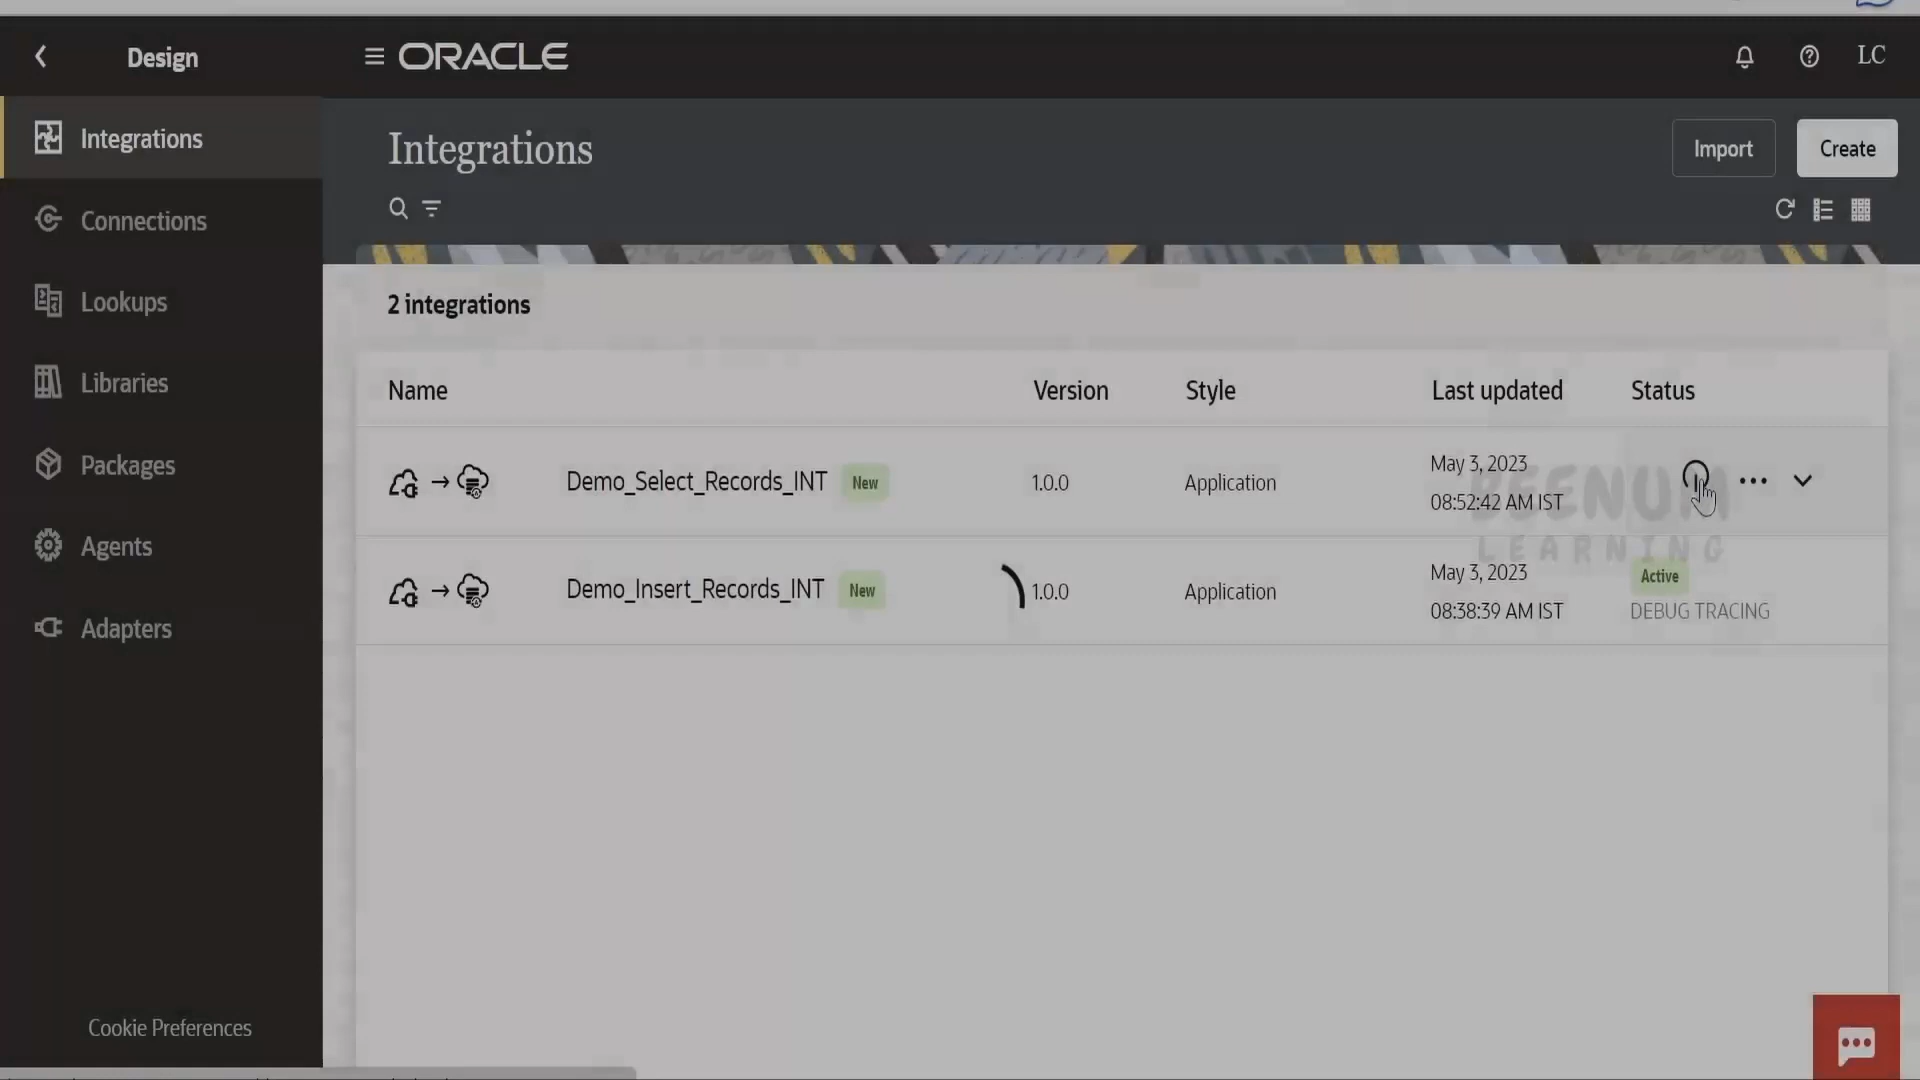 Design
ORACLE
LC
Integrations
Connections
Lookups
Libraries
Packages
Agents
Adapters
Cookie Preferences
Integrations
Import
Create
2 integrations
Name Version Style Last updated Status
Demo_Select_Records_INT New 1.0.0 Application May 3, 2023
08:52:42 AM IST
Demo_Insert_Records_INT New 1.0.0 Application May 3, 2023 Active
08:38:39 AM IST DEBUG TRACING
BEENUM
LEARNING